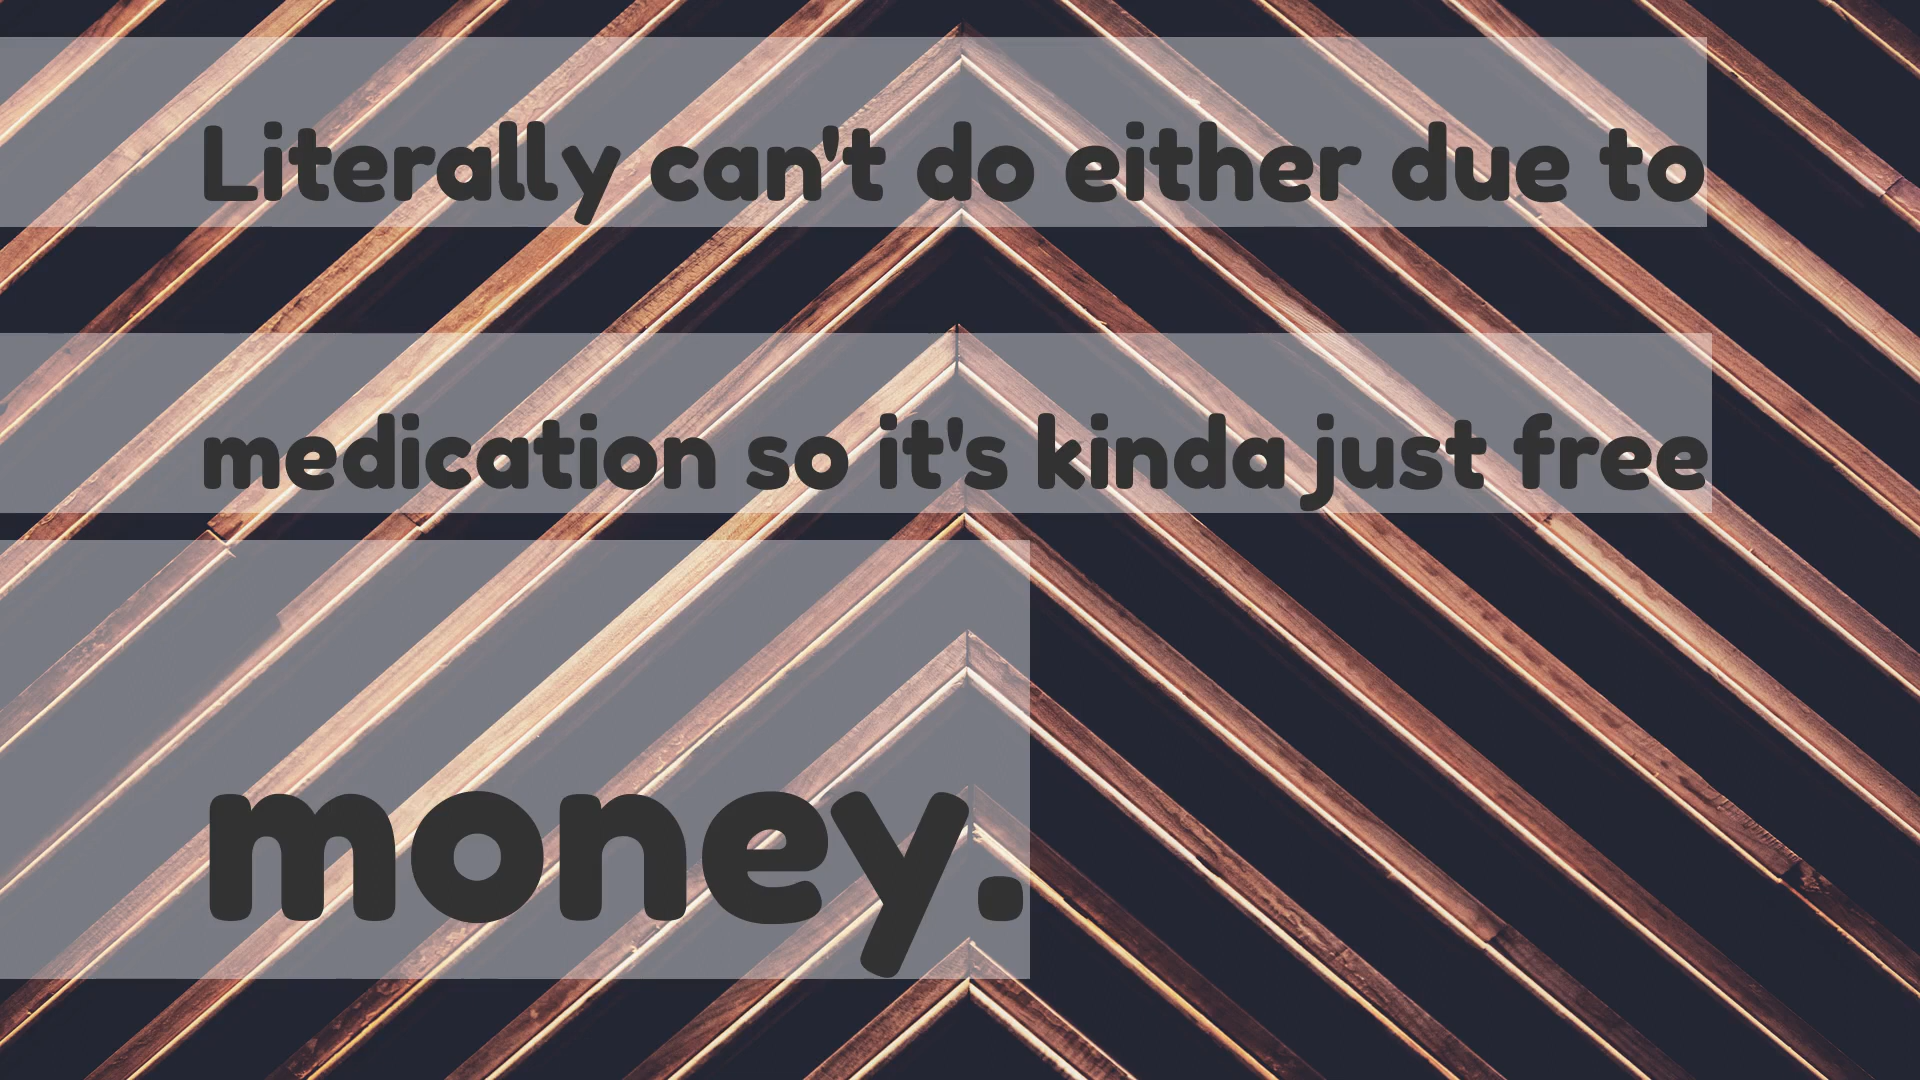 Literally can't do either due to
medication so it's kinda just free
money.